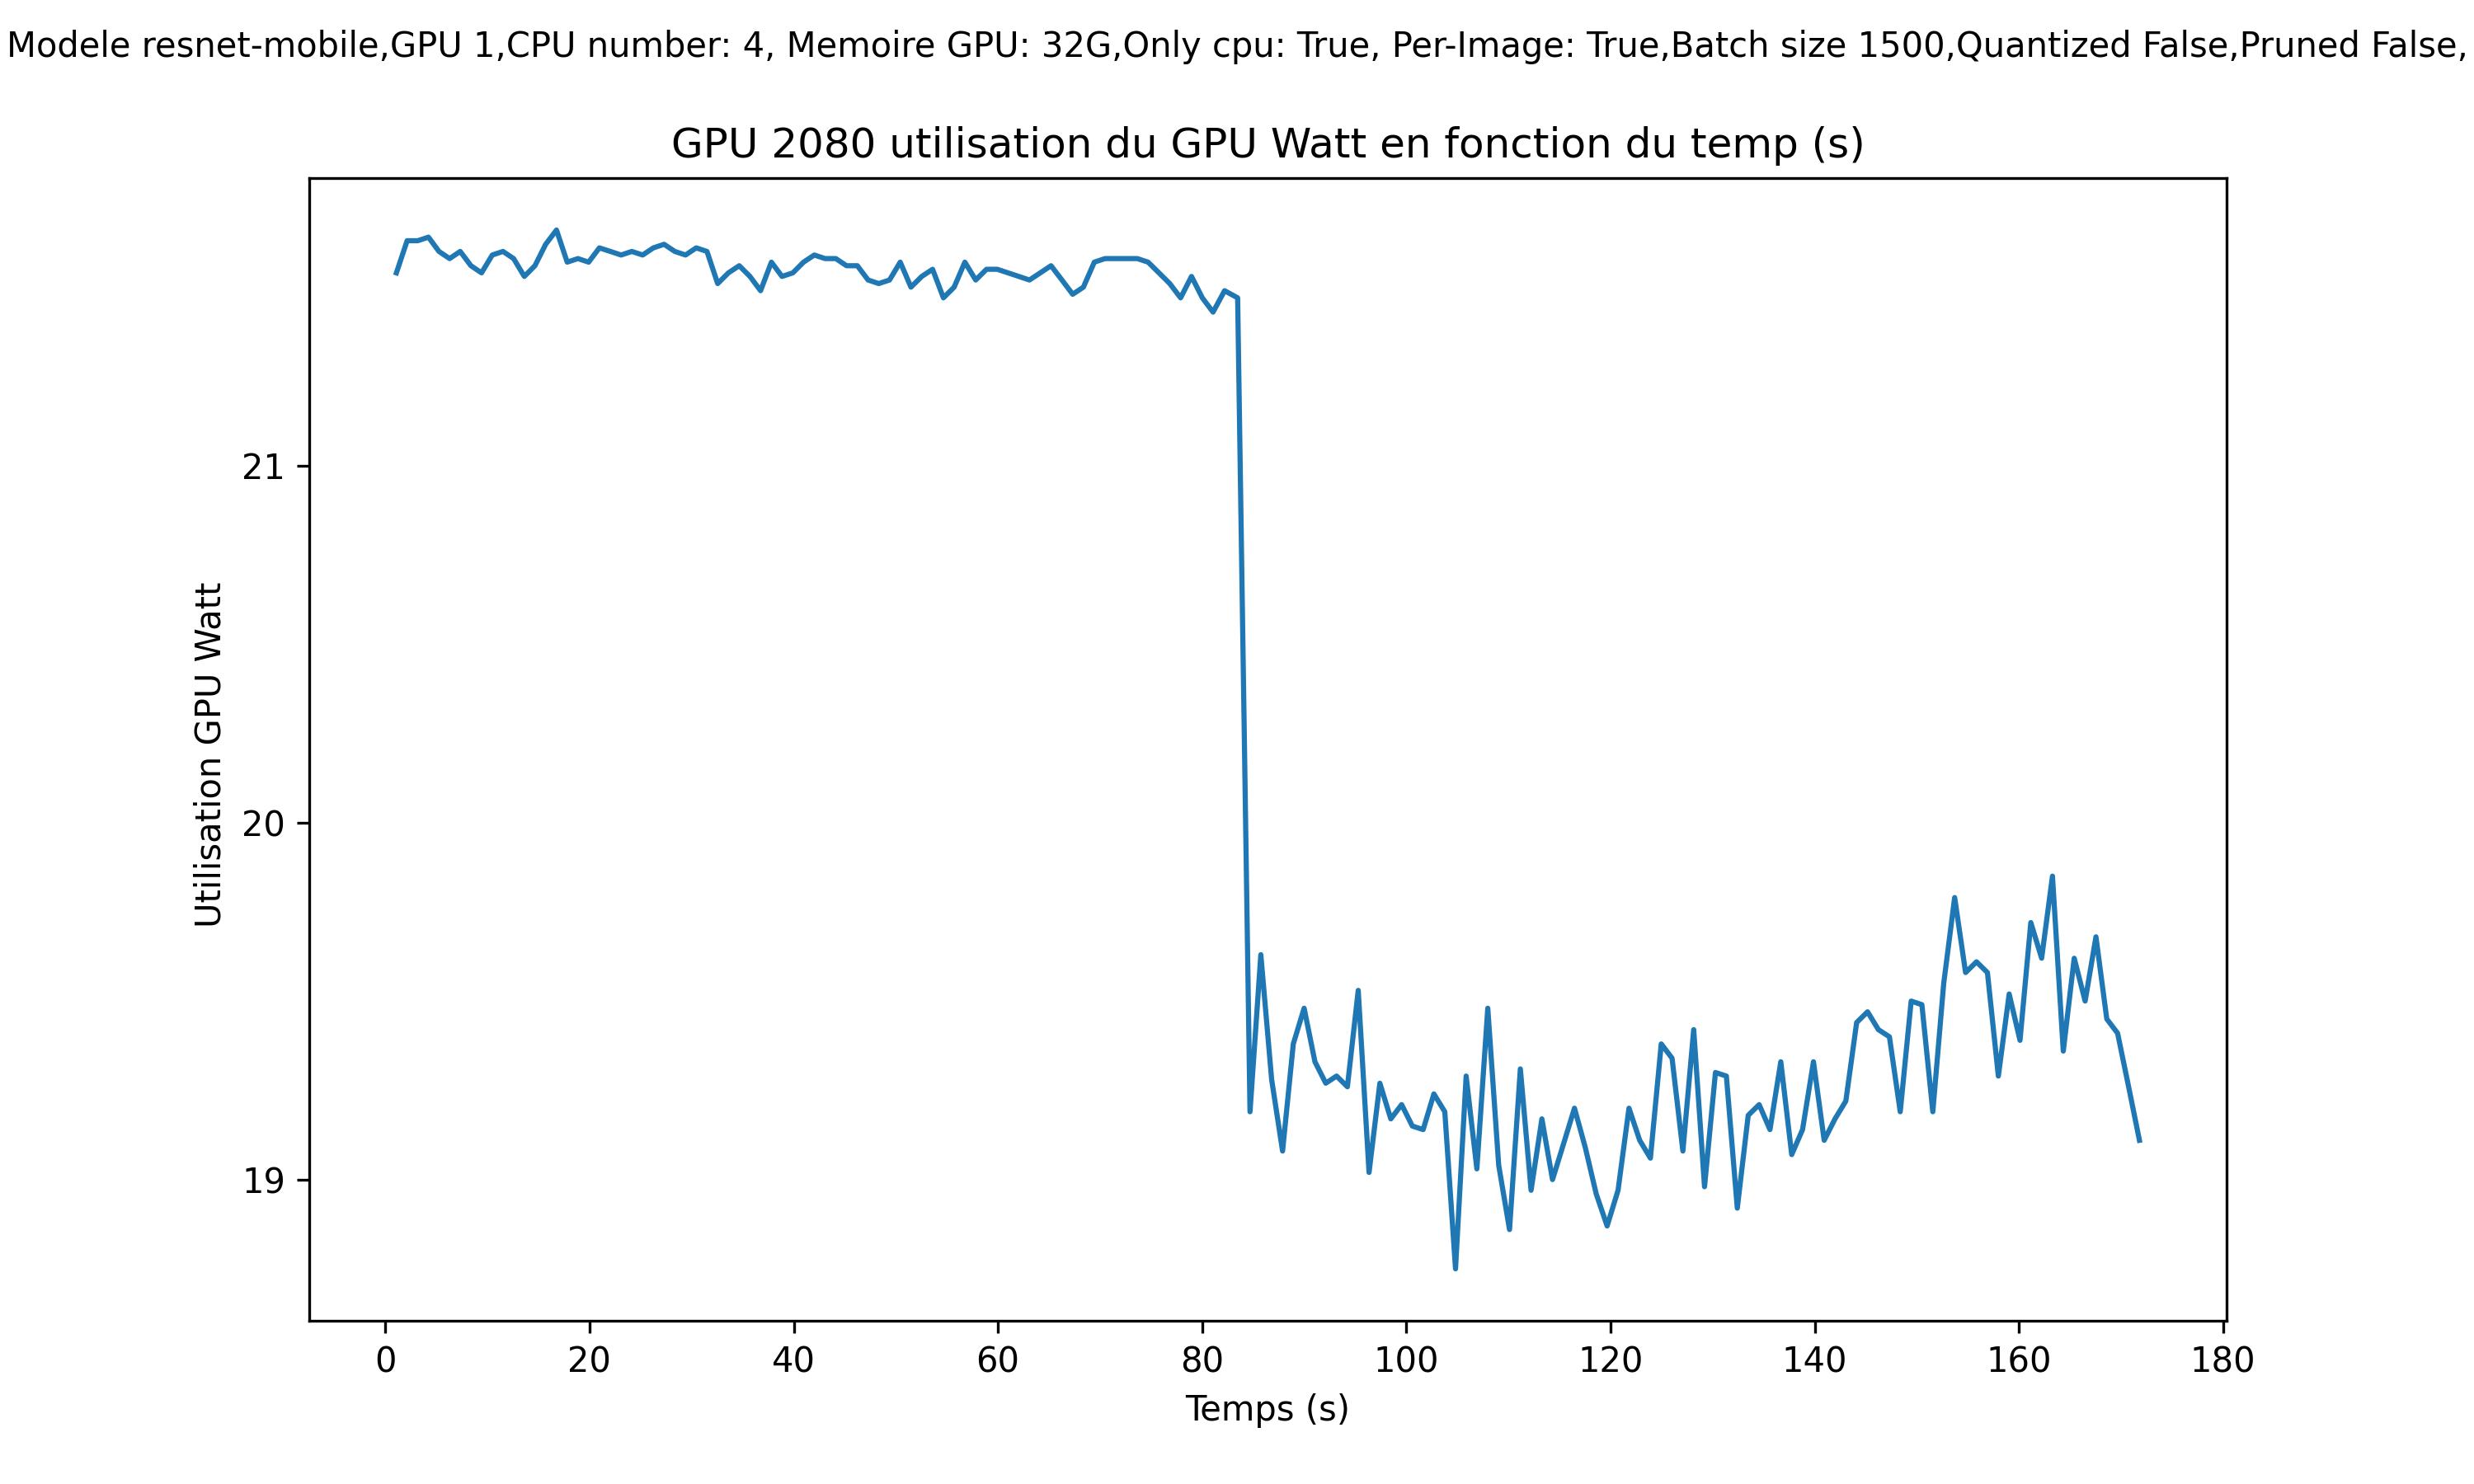 Modele resnet-mobile,GPU 1,CPU number: 4, Memoire GPU: 32G,Only cpu: True, Per-Image: True,Batch size 1500,Quantized False,Pruned False,
GPU 2080 utilisation du GPU Watt en fonction du temp (s)
21
20
19
Utilisation GPU Watt
0 20 40 60 80 100 120 140 160 180
Temps (s)